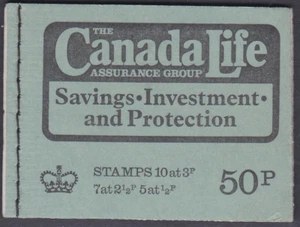 THE
Canada Life
ASSURANCE GROUP
Savings•Investment•
and Protection
STAMPS 10 at 3P
7 at 2½P 5 at ½P
50P